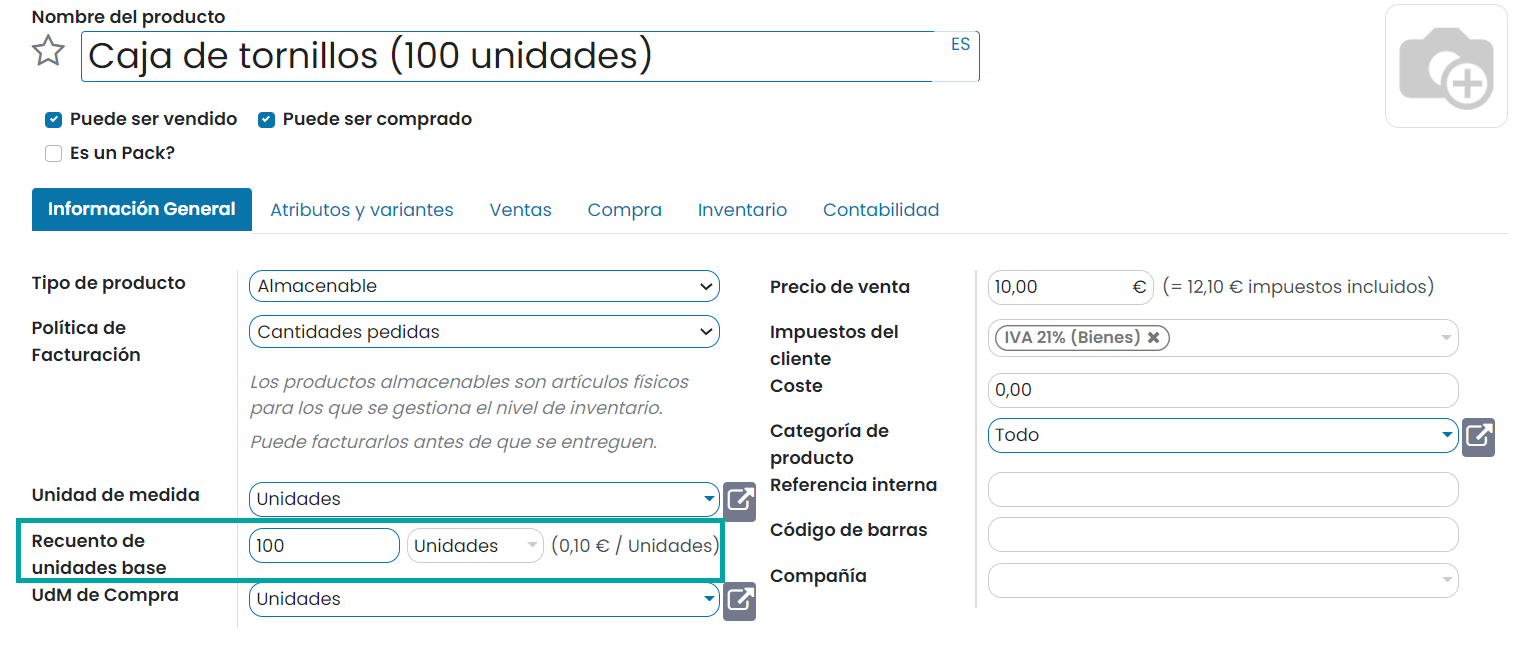 Nombre del producto
Caja de tornillos (100 unidades)
ES
Puede ser vendido
Puede ser comprado
Es un Pack?
Información General
Atributos y variantes
Ventas
Compra
Inventario
Contabilidad
Tipo de producto
Almacenable
Política de
Facturación
Cantidades pedidas
Los productos almacenables son artículos físicos
para los que se gestiona el nivel de inventario.
Puede facturarlos antes de que se entreguen.
Unidad de medida
Unidades
Recuento de
unidades base
100
Unidades
(0,10 € / Unidades)
UdM de Compra
Unidades
Precio de venta
10,00 €
(= 12,10 € impuestos incluidos)
Impuestos del
cliente
IVA 21% (Bienes)
Coste
0,00
Categoría de
producto
Todo
Referencia interna
Código de barras
Compañía